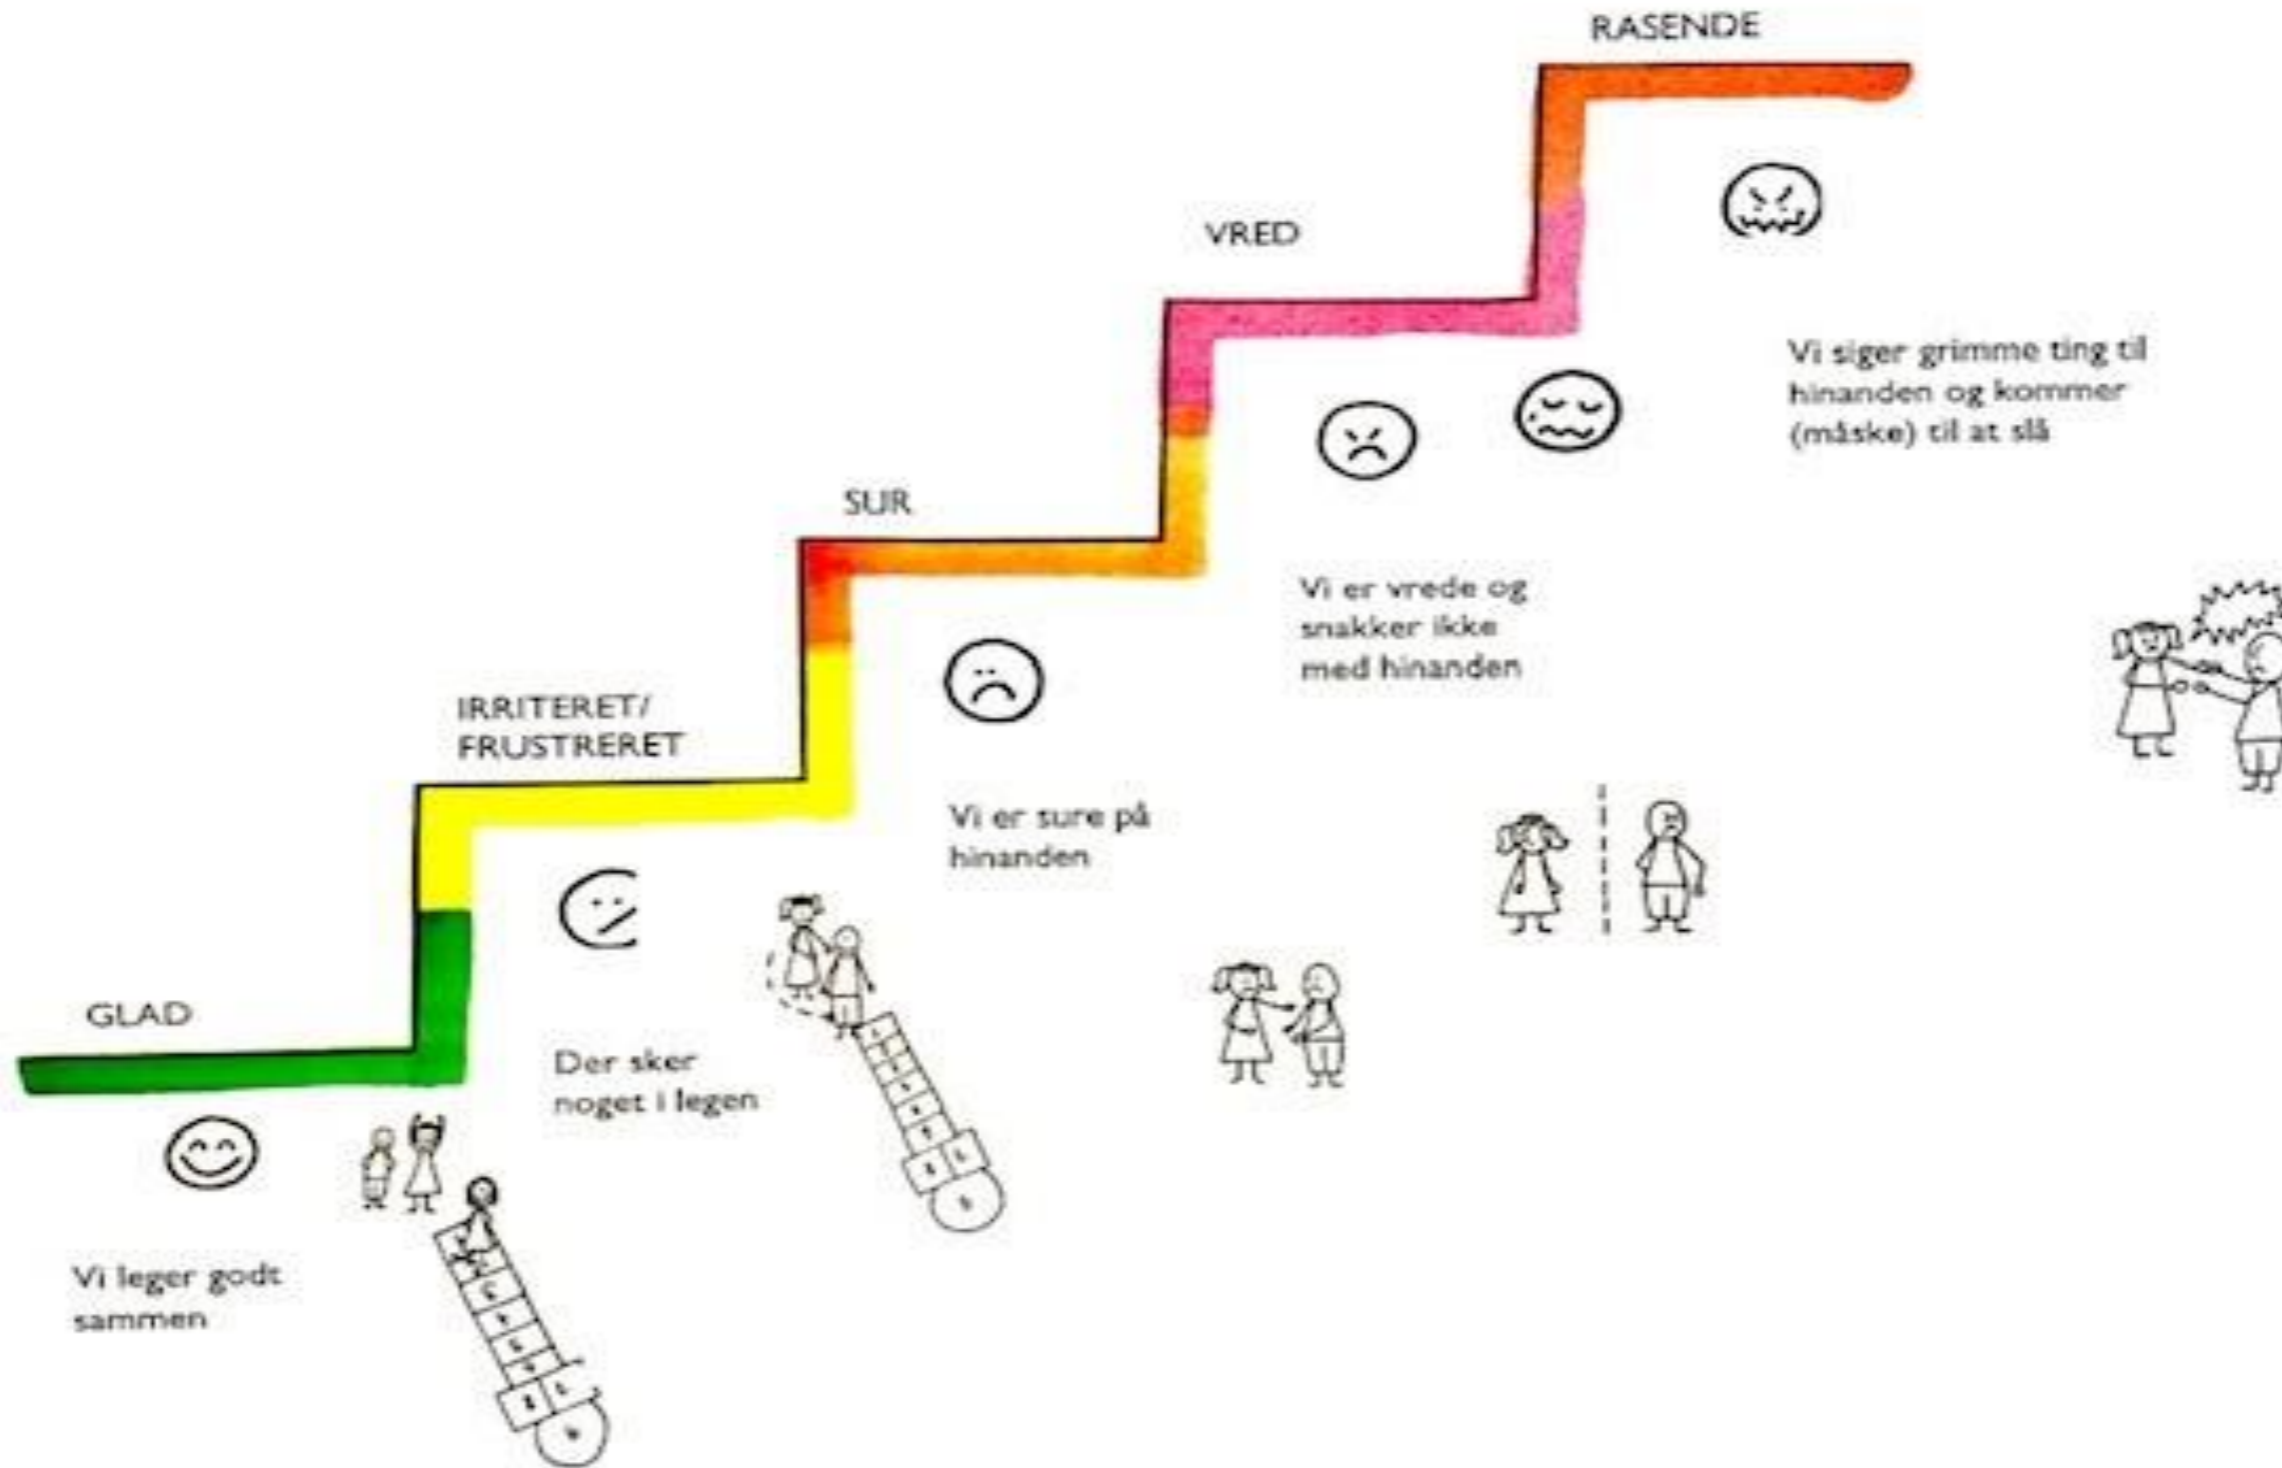 RASENDE
Vi siger grimme ting til
hinanden og kommer
(måske) til at slå
VRED
Vi er vrede og
snakker ikke
med hinanden
SUR
Vi er sure på
hinanden
IRRITERET/
FRUSTRERET
Der sker
noget i legen
GLAD
Vi leger godt
sammen